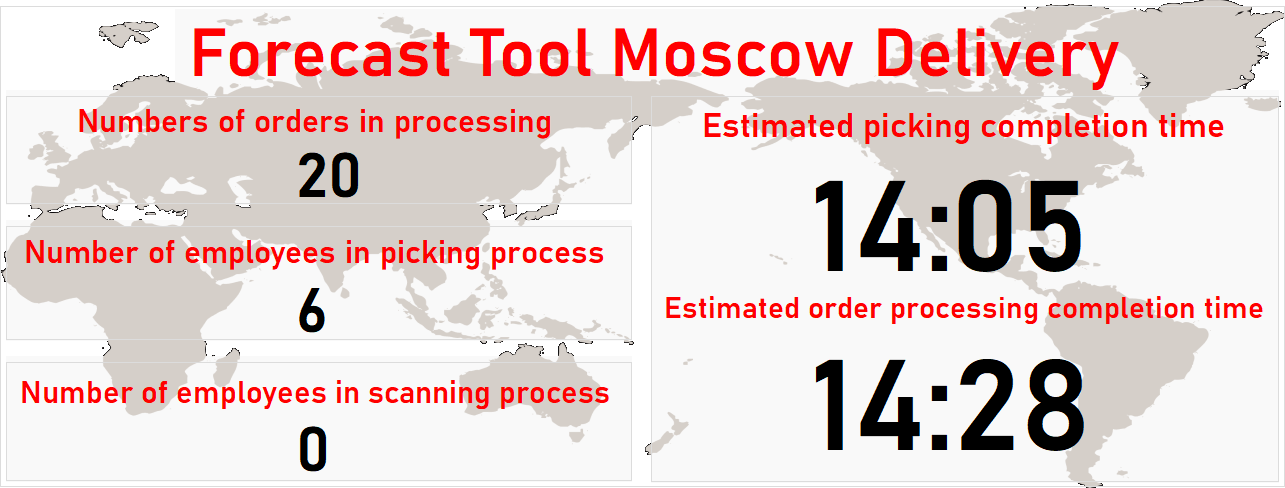 Forecast Tool Moscow Delivery
Numbers of orders in processing
20
Number of employees in picking process
6
Number of employees in scanning process
0
Estimated picking completion time
14:05
Estimated order processing completion time
14:28